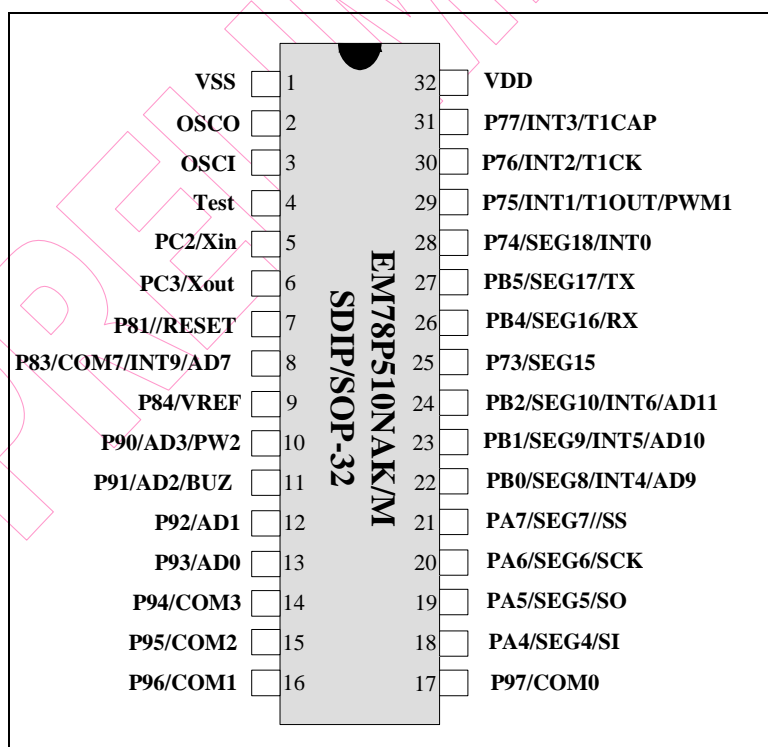 PRELIM
VSS 1 32 VDD
OSCO 2 31 P77/INT3/T1CAP
OSCI 3 30 P76/INT2/T1CK
Test 4 29 P75/INT1/T1OUT/PWM1
PC2/Xin 5 28 P74/SEG18/INT0
PC3/Xout 6 27 PB5/SEG17/TX
P81//RESET 7 26 PB4/SEG16/RX
P83/COM7/INT9/AD7 8 25 P73/SEG15
P84/VREF 9 24 PB2/SEG10/INT6/AD11
P90/AD3/PW2 10 23 PB1/SEG9/INT5/AD10
P91/AD2/BUZ 11 22 PB0/SEG8/INT4/AD9
P92/AD1 12 21 PA7/SEG7//SS
P93/AD0 13 20 PA6/SEG6/SCK
P94/COM3 14 19 PA5/SEG5/SO
P95/COM2 15 18 PA4/SEG4/SI
P96/COM1 16 17 P97/COM0
EM78P510NAK/M
SDIP/SOP-32